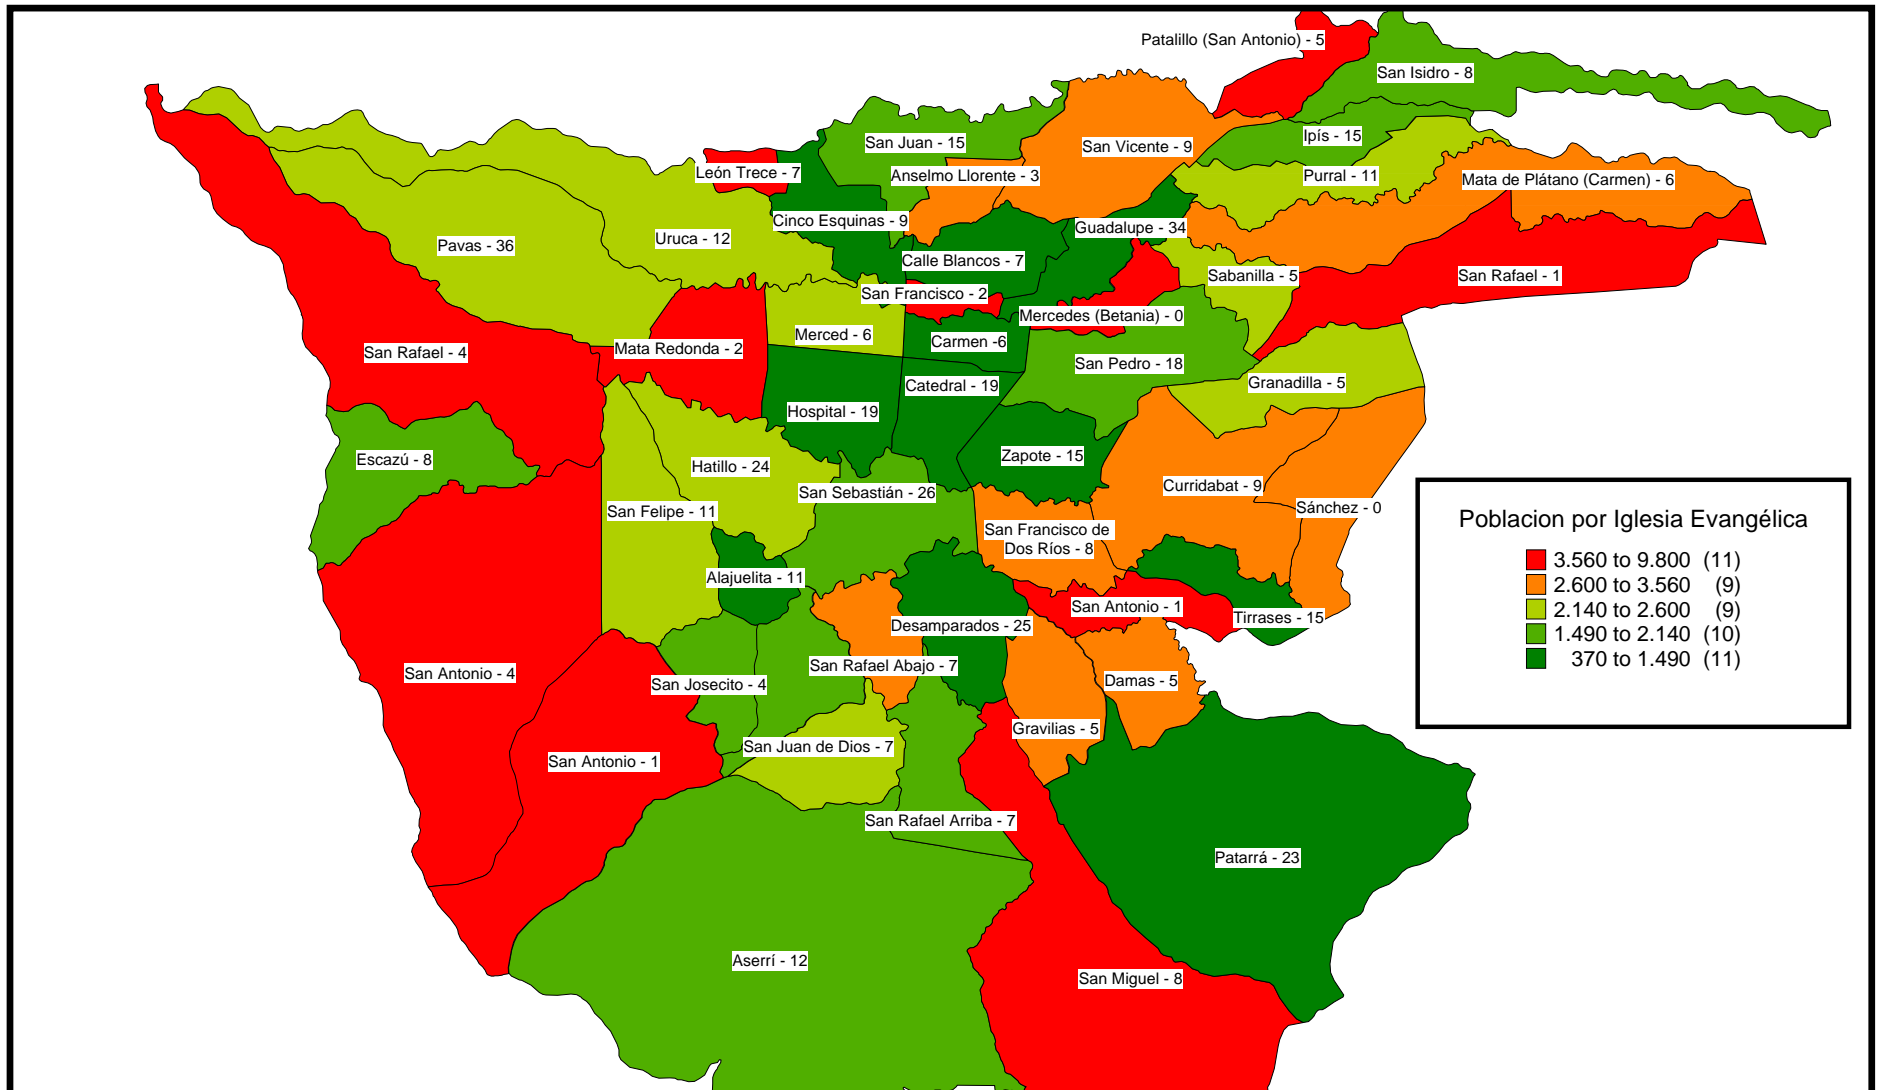 Patalillo (San Antonio) - 5
San Isidro - 8
Ipís - 15
San Juan - 15
San Vicente - 9
León Trece - 7
Anselmo Llorente - 3
Purral - 11
Mata de Plátano (Carmen) - 6
Cinco Esquinas - 9
Guadalupe - 34
Pavas - 36
Uruca - 12
Calle Blancos - 7
Sabanilla - 5
San Rafael - 1
San Francisco - 2
Mercedes (Betania) - 0
Merced - 6
Carmen -6
San Rafael - 4
Mata Redonda - 2
San Pedro - 18
Catedral - 19
Granadilla - 5
Hospital - 19
Escazú - 8
Hatillo - 24
Zapote - 15
San Sebastián - 26
Curridabat - 9
San Felipe - 11
Sánchez - 0
San Francisco de
Dos Ríos - 8
Alajuelita - 11
San Antonio - 1
Tirrases - 15
Desamparados - 25
San Antonio - 4
San Josecito - 4
San Rafael Abajo - 7
Damas - 5
Gravilias - 5
San Juan de Dios - 7
San Antonio - 1
San Rafael Arriba - 7
Patarrá - 23
Aserrí - 12
San Miguel - 8
Poblacion por Iglesia Evangélica
3.560 to 9.800 (11)
2.600 to 3.560 (9)
2.140 to 2.600 (9)
1.490 to 2.140 (10)
370 to 1.490 (11)